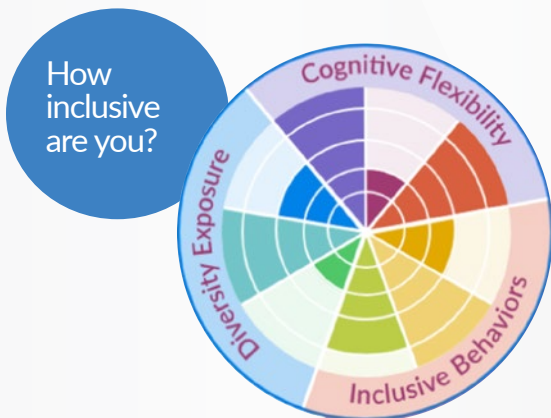 How
inclusive
are you?
Cognitive Flexibility
Diversity Exposure
Inclusive Behaviors